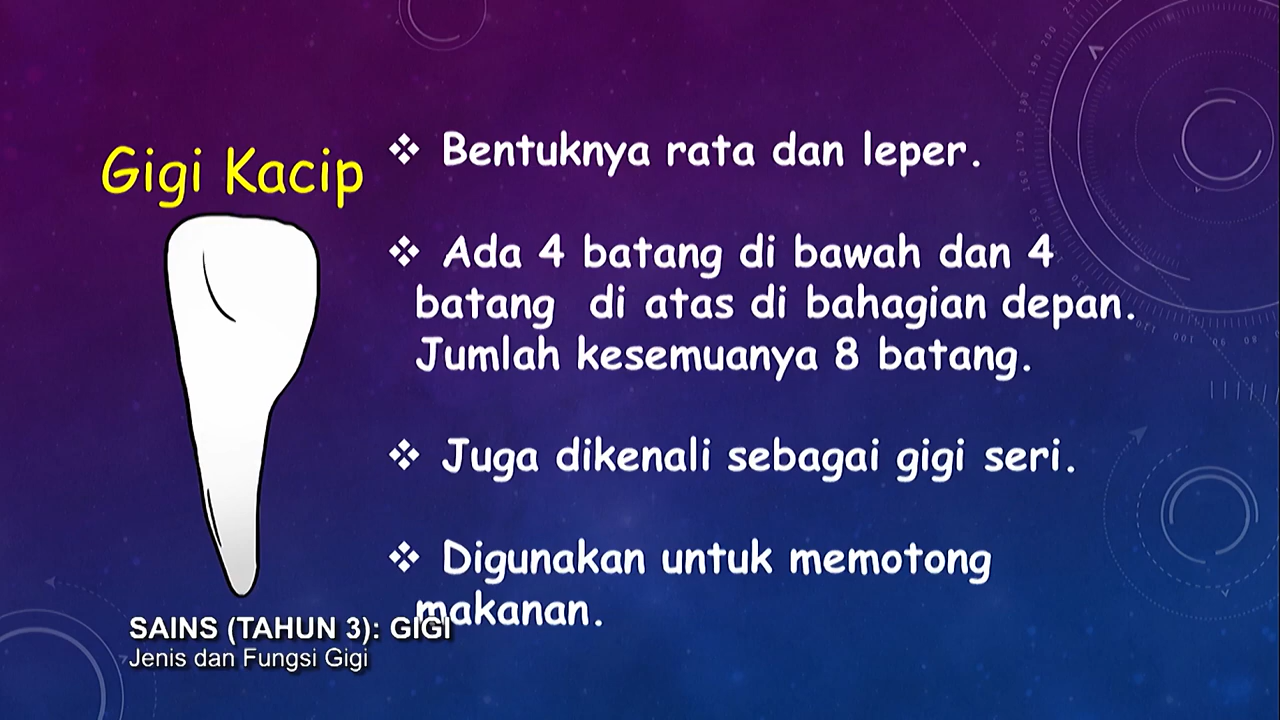 Gigi Kacip
❖ Bentuknya rata dan leper.
❖ Ada 4 batang di bawah dan 4
batang di atas di bahagian depan.
Jumlah kesemuanya 8 batang.
❖ Juga dikenali sebagai gigi seri.
❖ Digunakan untuk memotong
makanan.
SAINS (TAHUN 3): GIGI
Jenis dan Fungsi Gigi